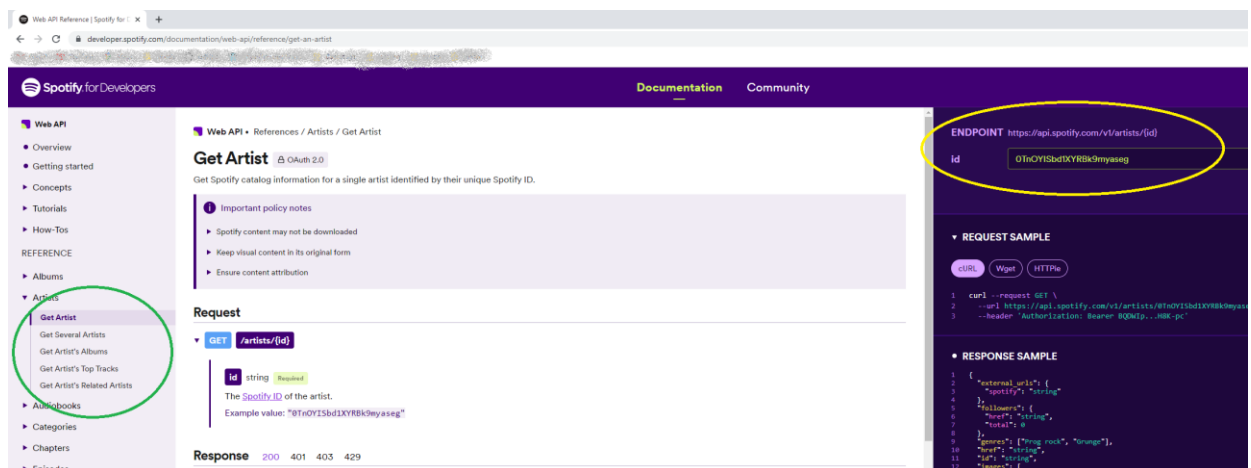 Web API Reference | Spotify for D
developer.spotify.com/documentation/web-api/reference/get-an-artist
Spotify for Developers
Documentation
Community
Web API
Overview
Getting started
Concepts
Tutorials
How-Tos
REFERENCE
Albums
Artists
Get Artist
Get Several Artists
Get Artist's Albums
Get Artist's Top Tracks
Get Artist's Related Artists
Audiobooks
Categories
Chapters
Episodes
Web API • References / Artists / Get Artist
Get Artist OAuth 2.0
Get Spotify catalog information for a single artist identified by their unique Spotify ID.
Important policy notes
Spotify content may not be downloaded
Keep visual content in its original form
Ensure content attribution
Request
GET /artists/{id}
id string Required
The Spotify ID of the artist.
Example value: "0TnOYISbd1XYRBk9myaseg"
Response 200 401 403 429
ENDPOINT https://api.spotify.com/v1/artists/{id}
id 0TnOYISbd1XYRBk9myaseg
REQUEST SAMPLE
cURL Wget HTTPie
1 curl --request GET \
2 --url https://api.spotify.com/v1/artists/0TnOYISbd1XYRBk9myase
3 --header 'Authorization: Bearer BQDWIp...H8K-pc'
RESPONSE SAMPLE
1 {
2 "external_urls": {
3 "spotify": "string"
4 },
5 "followers": {
6 "href": "string",
7 "total": 0
8 },
9 "genres": ["Prog rock", "Grunge"],
10 "href": "string",
11 "id": "string",
12 "images": [